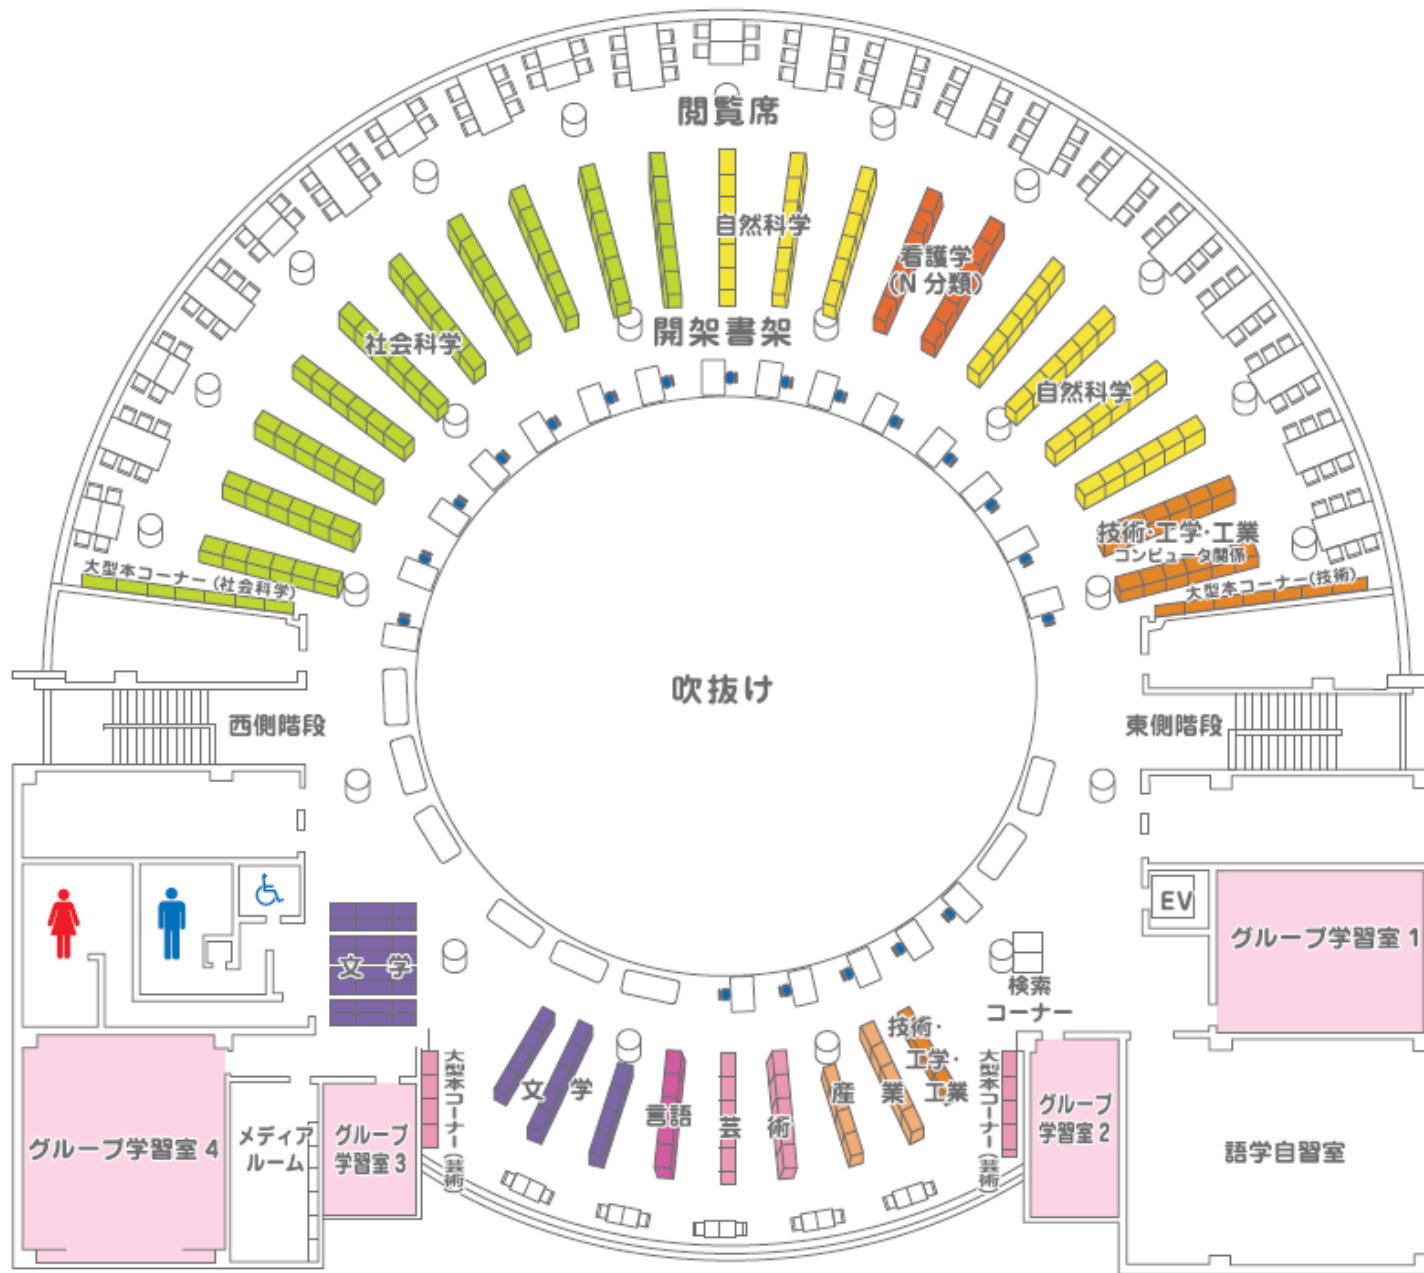 閲覧席
自然科学
看護学
(N 分類)
開架書架
社会科学
自然科学
技術・工学・工業
コンピュータ関係
大型本コーナー(社会科学)
大型本コーナー(技術)
吹抜け
西側階段
東側階段
EV
グループ学習室 1
文 学
検索
コーナー
技術・
工学・
工業
大型本コーナー(芸術)
文 学
言語
芸 術
産 業
大型本コーナー(芸術)
グループ
学習室 2
グループ学習室 4
メディア
ルーム
グループ
学習室 3
語学自習室